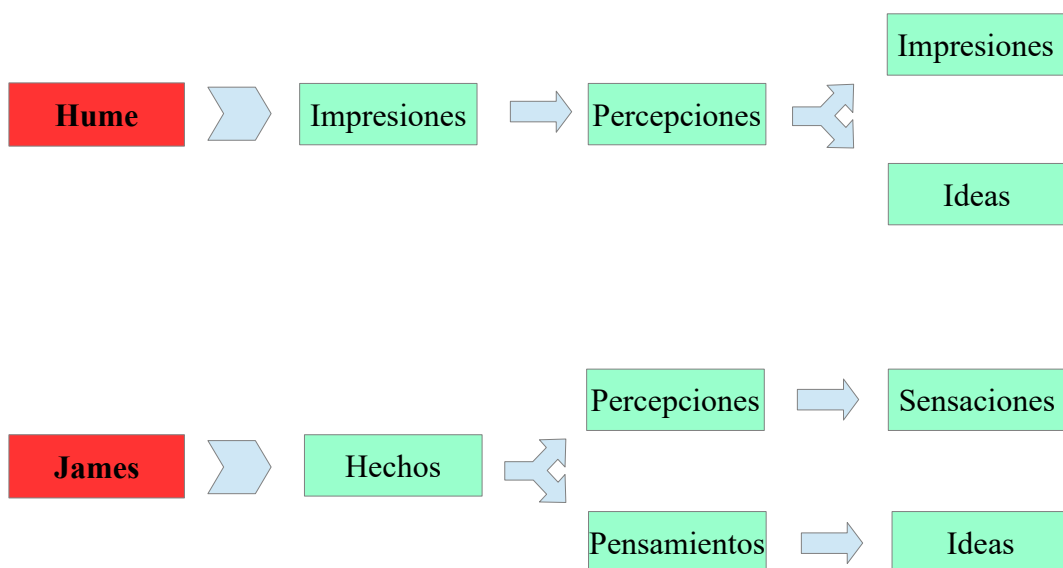 Impresiones
Hume
Impresiones
Percepciones
Ideas
Percepciones
Sensaciones
James
Hechos
Pensamientos
Ideas